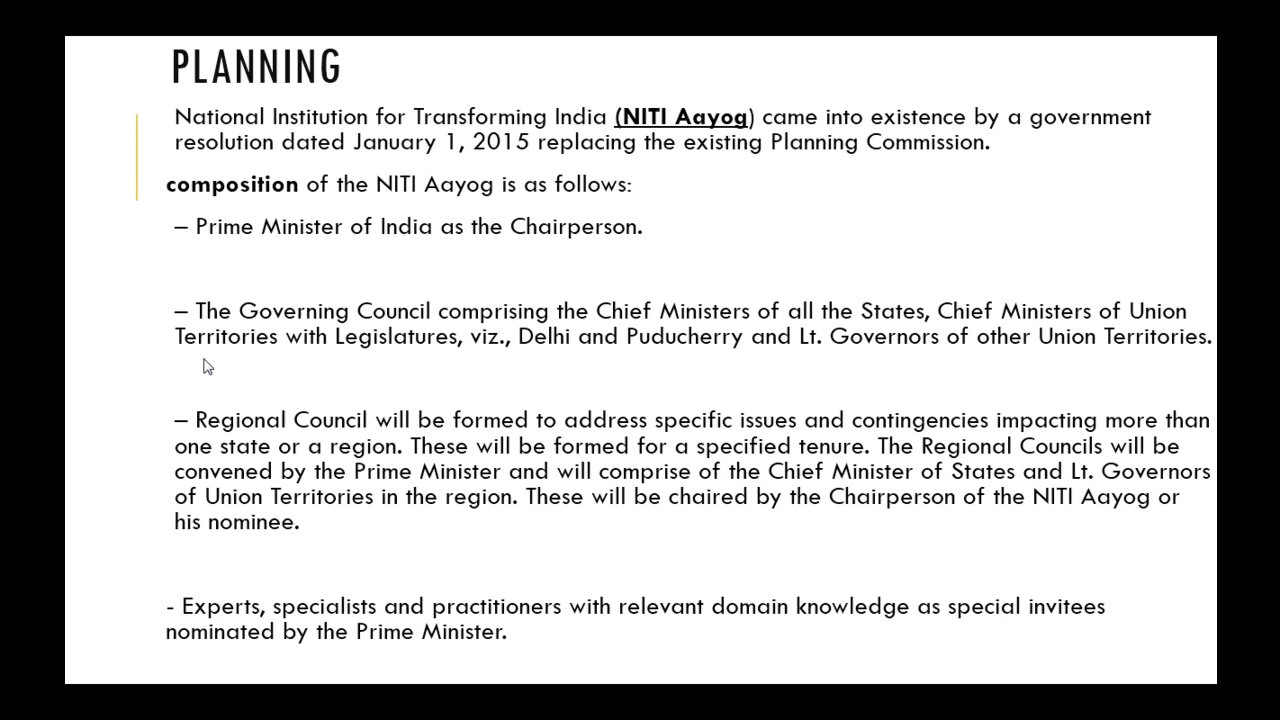 PLANNING
National Institution for Transforming India (NITI Aayog) came into existence by a government
resolution dated January 1, 2015 replacing the existing Planning Commission.
composition of the NITI Aayog is as follows:
– Prime Minister of India as the Chairperson.
– The Governing Council comprising the Chief Ministers of all the States, Chief Ministers of Union
Territories with Legislatures, viz., Delhi and Puducherry and Lt. Governors of other Union Territories.
– Regional Council will be formed to address specific issues and contingencies impacting more than
one state or a region. These will be formed for a specified tenure. The Regional Councils will be
convened by the Prime Minister and will comprise of the Chief Minister of States and Lt. Governors
of Union Territories in the region. These will be chaired by the Chairperson of the NITI Aayog or
his nominee.
- Experts, specialists and practitioners with relevant domain knowledge as special invitees
nominated by the Prime Minister.